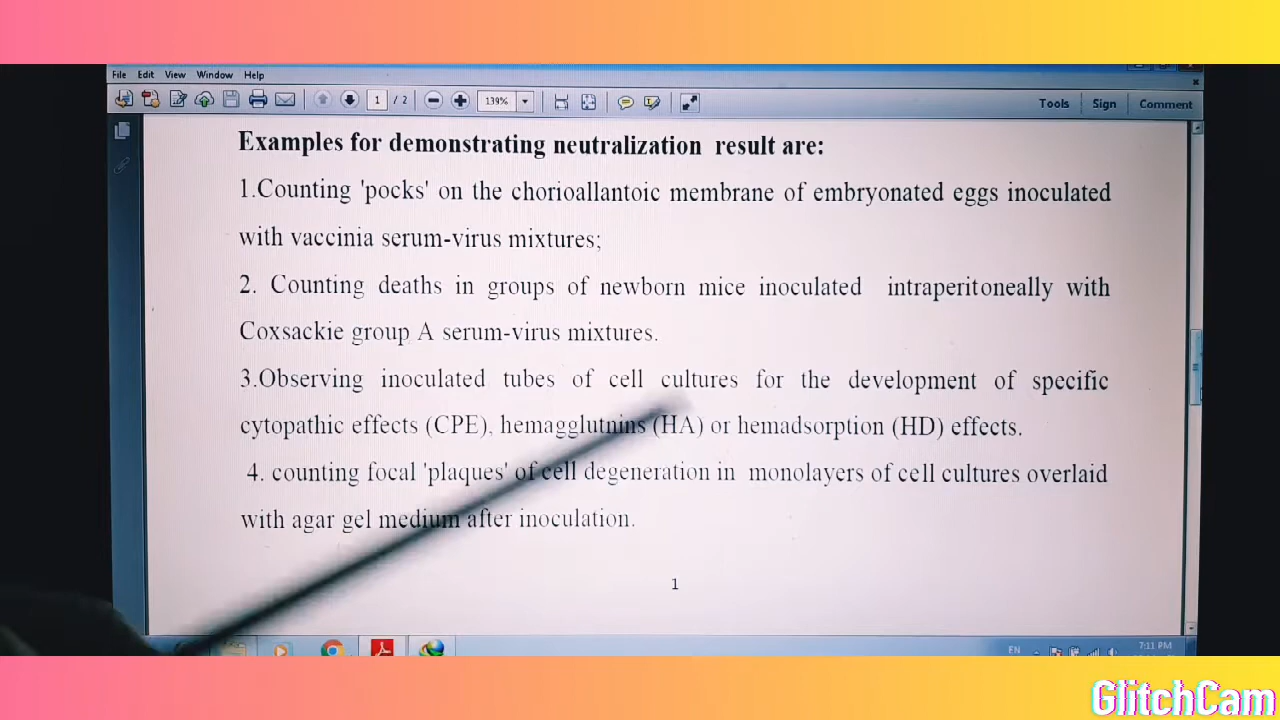 File Edit View Window Help
1 / 2 139% Tools Sign Comment
Examples for demonstrating neutralization result are:
1.Counting 'pocks' on the chorioallantoic membrane of embryonated eggs inoculated
with vaccinia serum-virus mixtures;
2. Counting deaths in groups of newborn mice inoculated intraperitoneally with
Coxsackie group A serum-virus mixtures.
3.Observing inoculated tubes of cell cultures for the development of specific
cytopathic effects (CPE), hemagglutnins (HA) or hemadsorption (HD) effects.
4. counting focal 'plaques' of cell degeneration in monolayers of cell cultures overlaid
with agar gel medium after inoculation.
1
EN 7:11 PM
GlitchCam